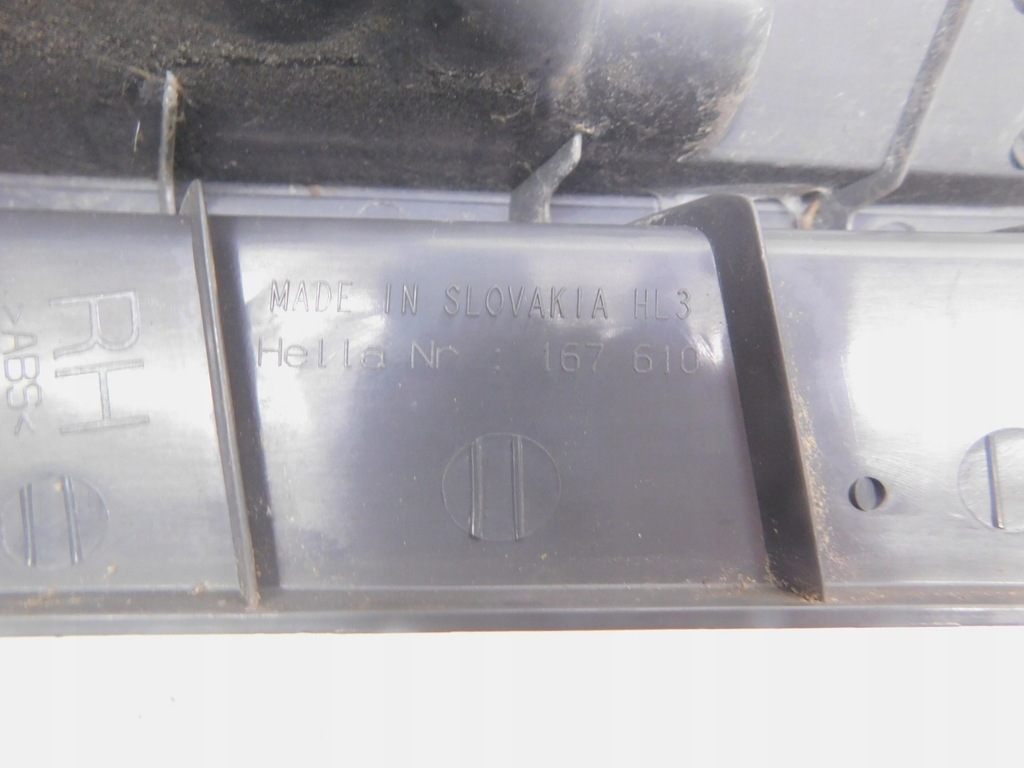 MADE IN SLOVAKIA HL3
Hella Nr : 167 610
RH
>ABS<